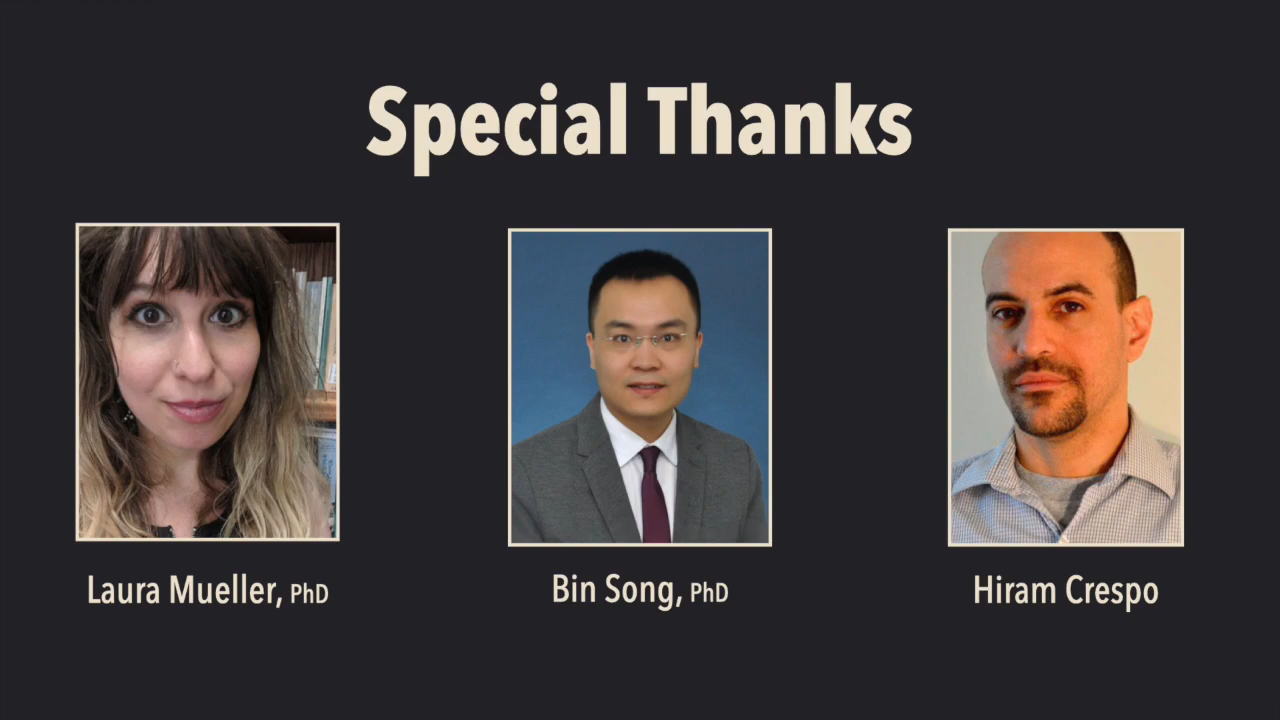 Special Thanks
Laura Mueller, PhD
Bin Song, PhD
Hiram Crespo